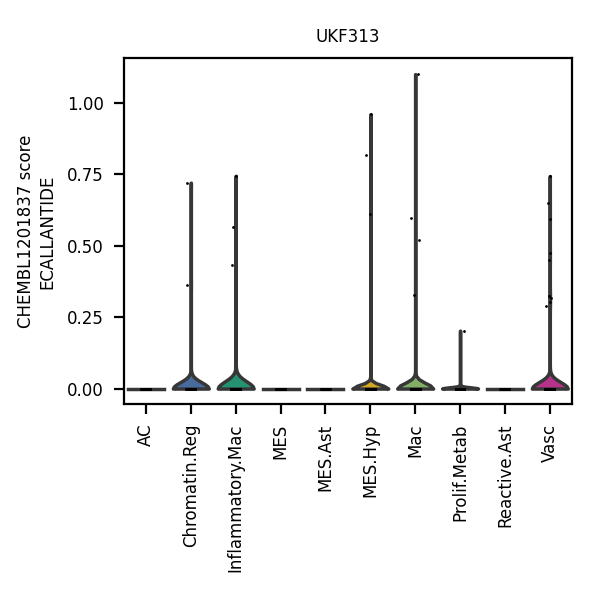 UKF313
CHEMBL1201837 score
ECALLANTIDE
1.00
0.75
0.50
0.25
0.00
AC
Chromatin.Reg
Inflammatory.Mac
MES
MES.Ast
MES.Hyp
Mac
Prolif.Metab
Reactive.Ast
Vasc